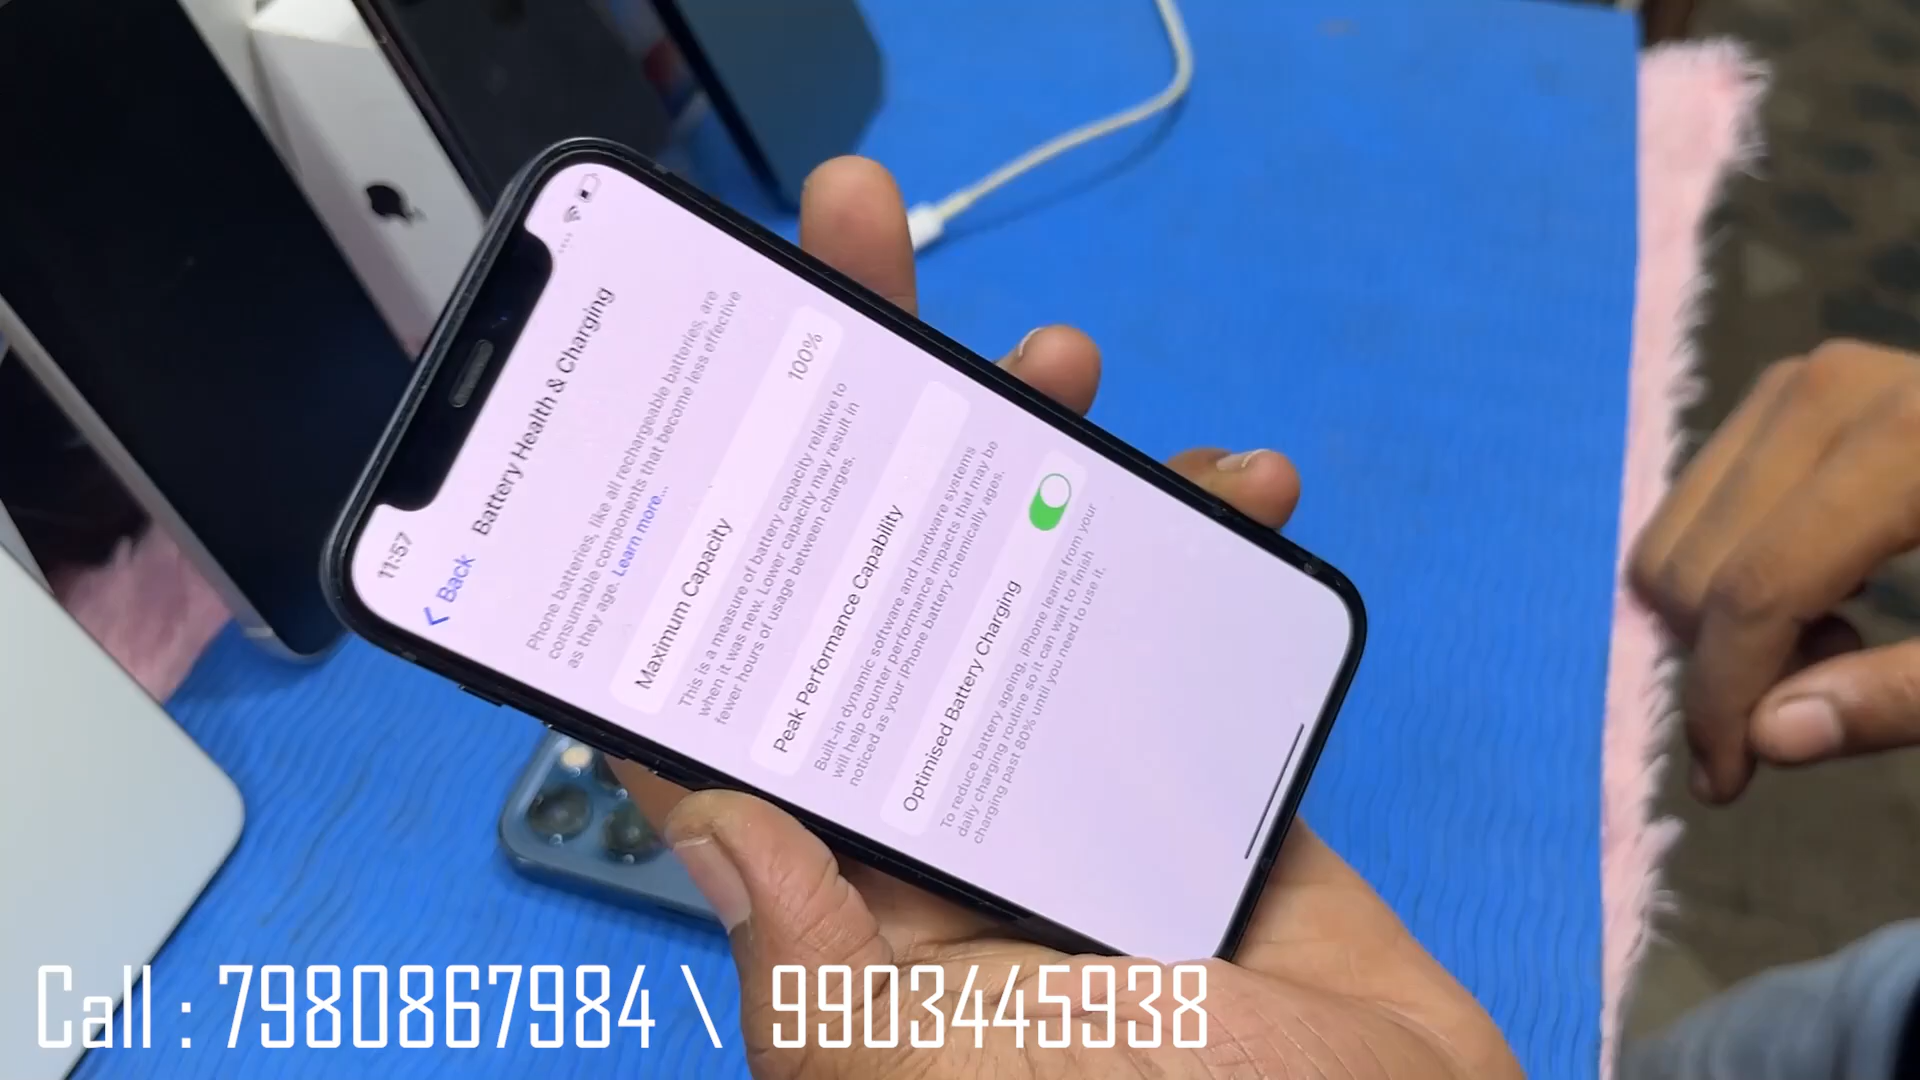 11:57
Back
Battery Health & Charging
Phone batteries, like all rechargeable batteries, are
consumable components that become less effective
as they age. Learn more...
Maximum Capacity 100%
This is a measure of battery capacity relative to
when it was new. Lower capacity may result in
fewer hours of usage between charges.
Peak Performance Capability
Built-in dynamic software and hardware systems
will help counter performance impacts that may be
noticed as your iPhone battery chemically ages.
Optimised Battery Charging
To reduce battery ageing, iPhone learns from your
daily charging routine so it can wait to finish
charging past 80% until you need to use it.
Call : 7980867984 \ 9903445938